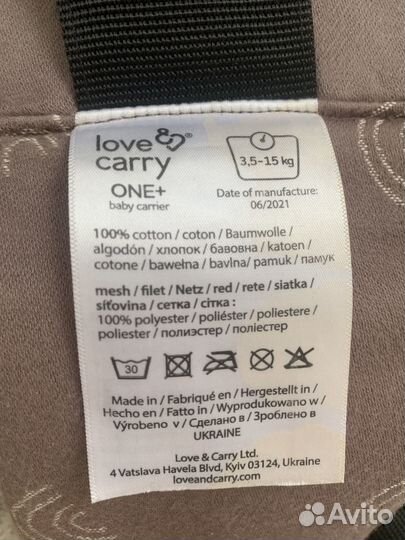 love & carry
ONE+
baby carrier
3,5–15 kg
Date of manufacture:
06/2021
100% cotton / coton / Baumwolle /
algodón / хлопок / бавовна / katoen /
cotone / bawełna / bavlna/ pamuk / памук
mesh / filet / Netz / red / rete / siatka /
síťovina / сетка / сітка :
100% polyester / poliéster / poliestere /
poliester / полиэстер / поліестер
30
Made in / Fabriqué en / Hergestellt in /
Hecho en / Fatto in / Wyprodukowano w /
Výrobeno v / Сделано в / Зроблено в
UKRAINE
Love & Carry Ltd.
4 Vatslava Havela Blvd, Kyiv 03124, Ukraine
loveandcarry.com
Avito